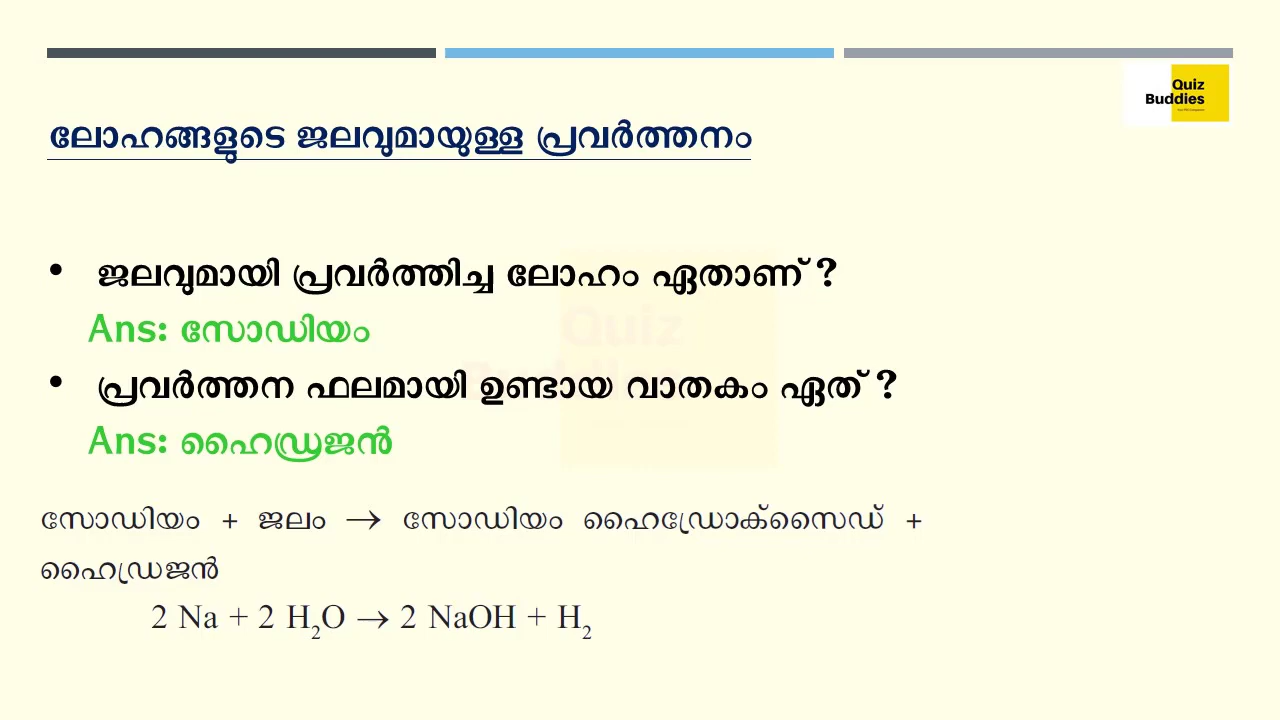 Quiz
Buddies
ലോഹങ്ങളുടെ ജലവുമായുള്ള പ്രവർത്തനം
• ജലവുമായി പ്രവർത്തിച്ച ലോഹം ഏതാണ് ?
Ans: സോഡിയം
• പ്രവർത്തന ഫലമായി ഉണ്ടായ വാതകം ഏത് ?
Ans: ഹൈഡ്രജൻ
സോഡിയം + ജലം → സോഡിയം ഹൈഡ്രോക്സൈഡ് +
ഹൈഡ്രജൻ
2 Na + 2 H₂O → 2 NaOH + H₂